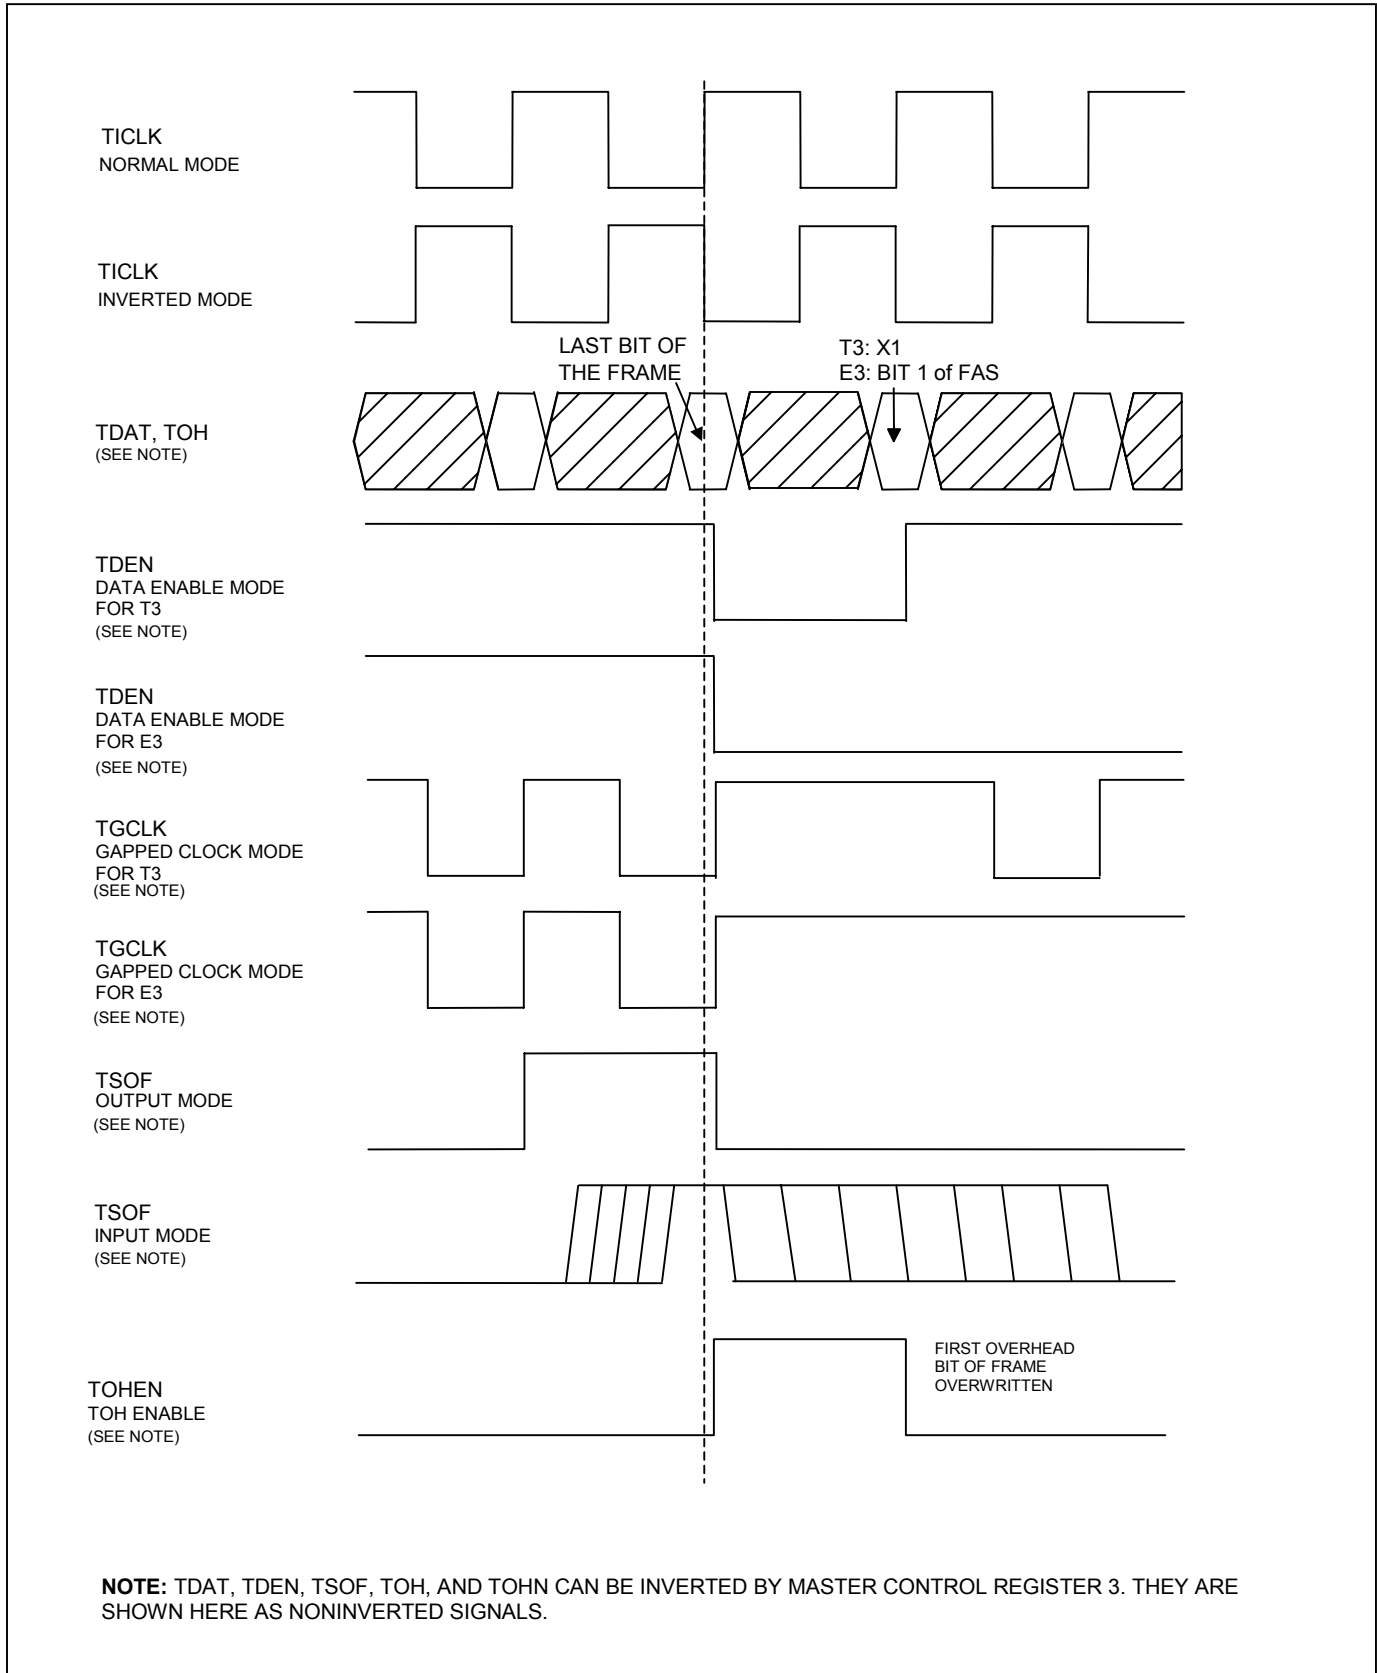 TICLK
NORMAL MODE
TICLK
INVERTED MODE
LAST BIT OF
THE FRAME
T3: X1
E3: BIT 1 of FAS
TDAT, TOH
(SEE NOTE)
TDEN
DATA ENABLE MODE
FOR T3
(SEE NOTE)
TDEN
DATA ENABLE MODE
FOR E3
(SEE NOTE)
TGCLK
GAPPED CLOCK MODE
FOR T3
(SEE NOTE)
TGCLK
GAPPED CLOCK MODE
FOR E3
(SEE NOTE)
TSOF
OUTPUT MODE
(SEE NOTE)
TSOF
INPUT MODE
(SEE NOTE)
FIRST OVERHEAD
BIT OF FRAME
OVERWRITTEN
TOHEN
TOH ENABLE
(SEE NOTE)
NOTE: TDAT, TDEN, TSOF, TOH, AND TOHN CAN BE INVERTED BY MASTER CONTROL REGISTER 3. THEY ARE
SHOWN HERE AS NONINVERTED SIGNALS.